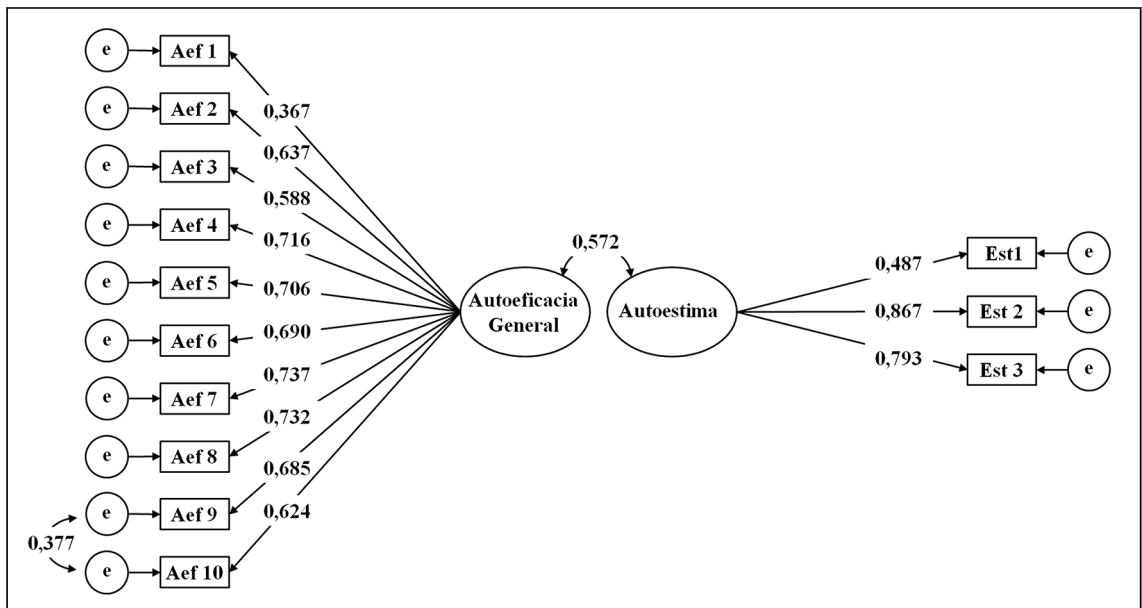 e
Aef 1
e
Aef 2
e
Aef 3
e
Aef 4
e
Aef 5
e
Aef 6
e
Aef 7
e
Aef 8
e
Aef 9
e
Aef 10
0,377
0,367
0,637
0,588
0,716
0,706
0,690
0,737
0,732
0,685
0,624
Autoeficacia
General
0,572
Autoestima
0,487
0,867
0,793
Est1
e
Est 2
e
Est 3
e